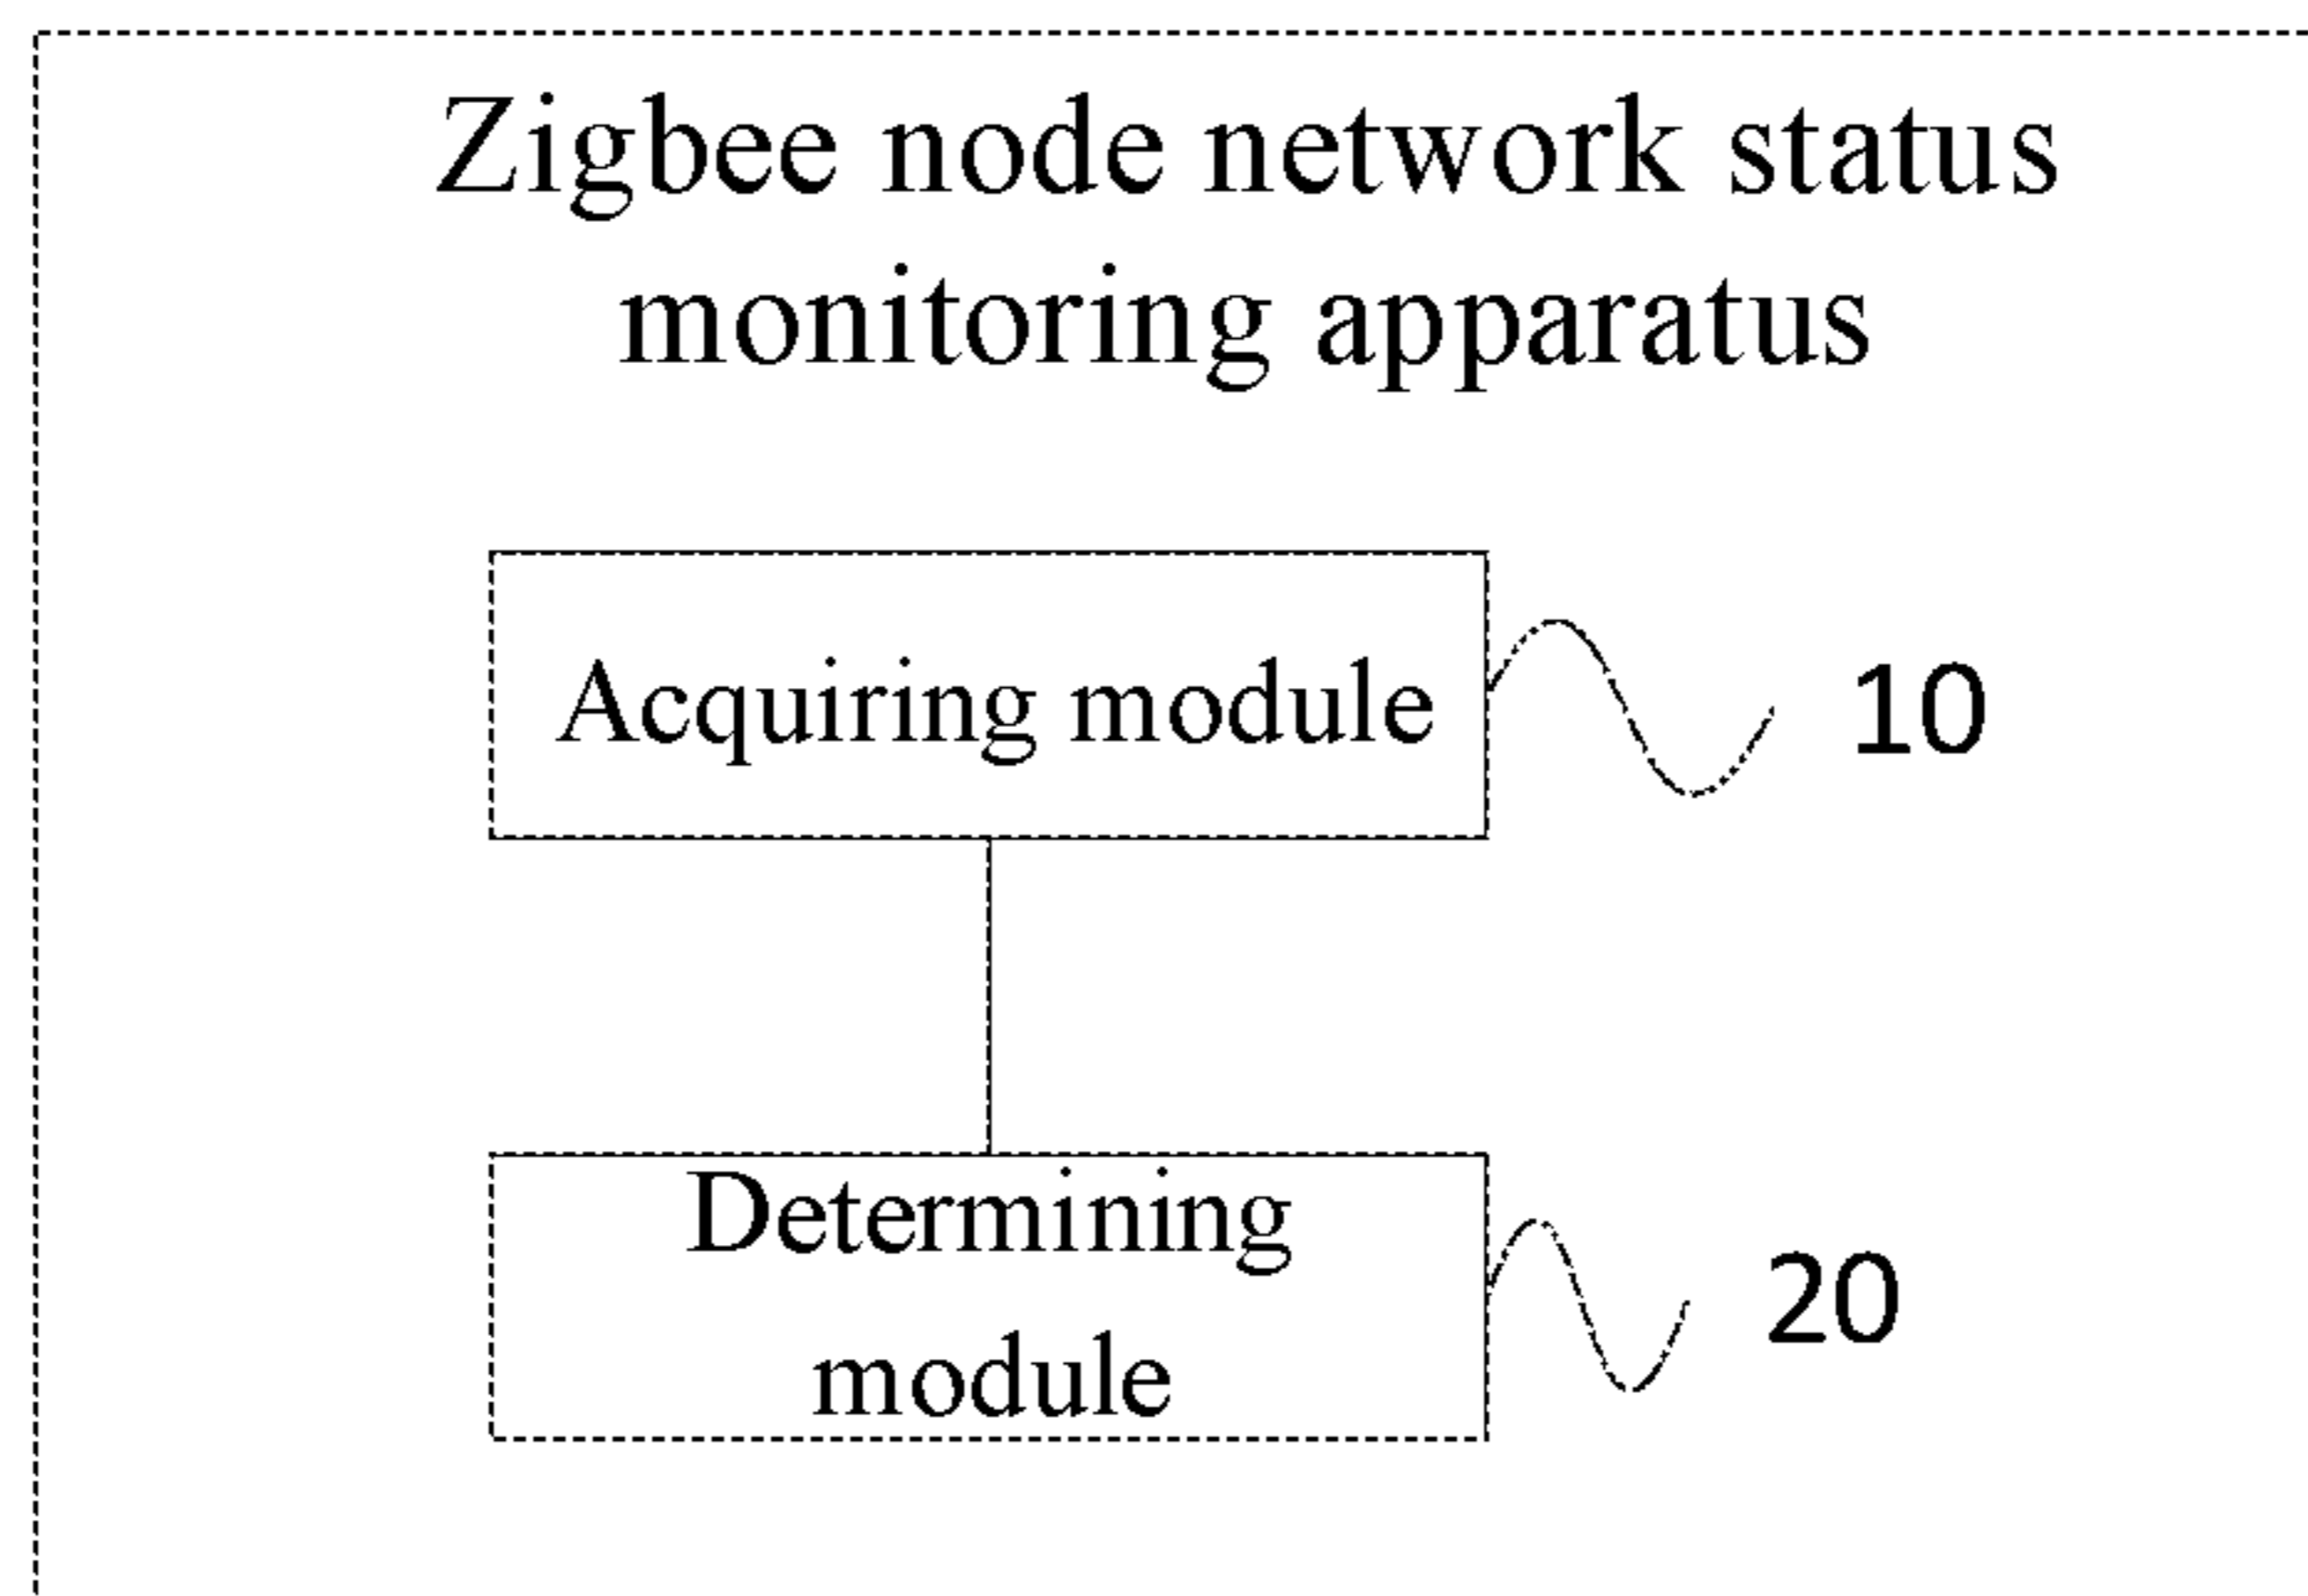 Zigbee node network status
monitoring apparatus
Acquiring module
10
Determining
module
20